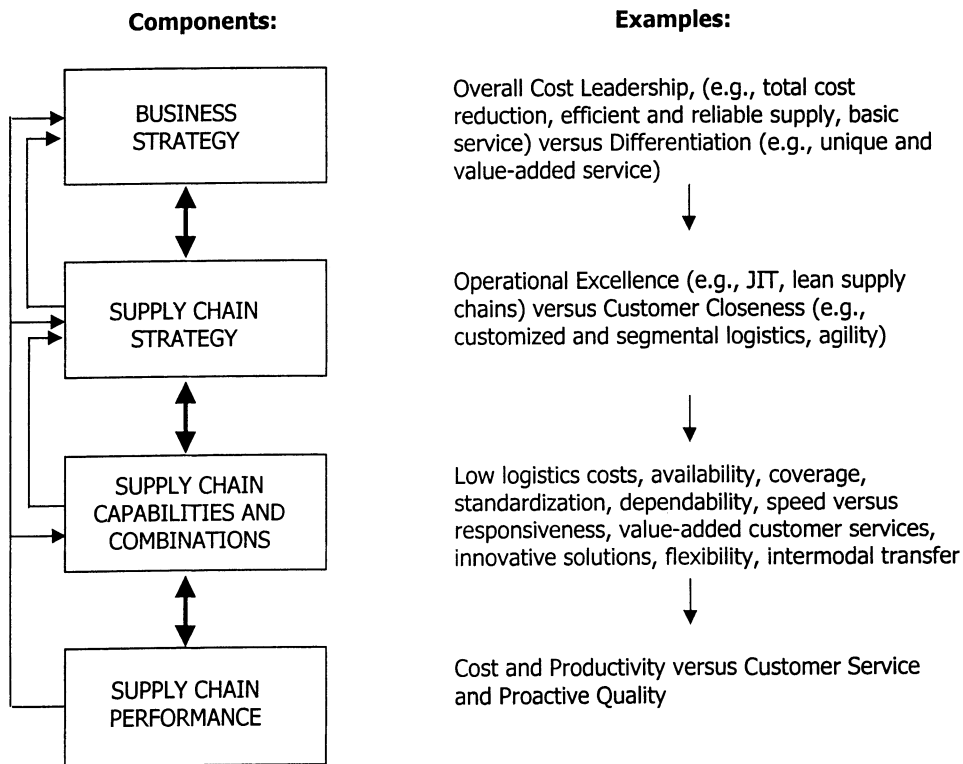 Components:
Examples:
BUSINESS
STRATEGY
Overall Cost Leadership, (e.g., total cost
reduction, efficient and reliable supply, basic
service) versus Differentiation (e.g., unique and
value-added service)
SUPPLY CHAIN
STRATEGY
Operational Excellence (e.g., JIT, lean supply
chains) versus Customer Closeness (e.g.,
customized and segmental logistics, agility)
SUPPLY CHAIN
CAPABILITIES AND
COMBINATIONS
Low logistics costs, availability, coverage,
standardization, dependability, speed versus
responsiveness, value-added customer services,
innovative solutions, flexibility, intermodal transfer
SUPPLY CHAIN
PERFORMANCE
Cost and Productivity versus Customer Service
and Proactive Quality